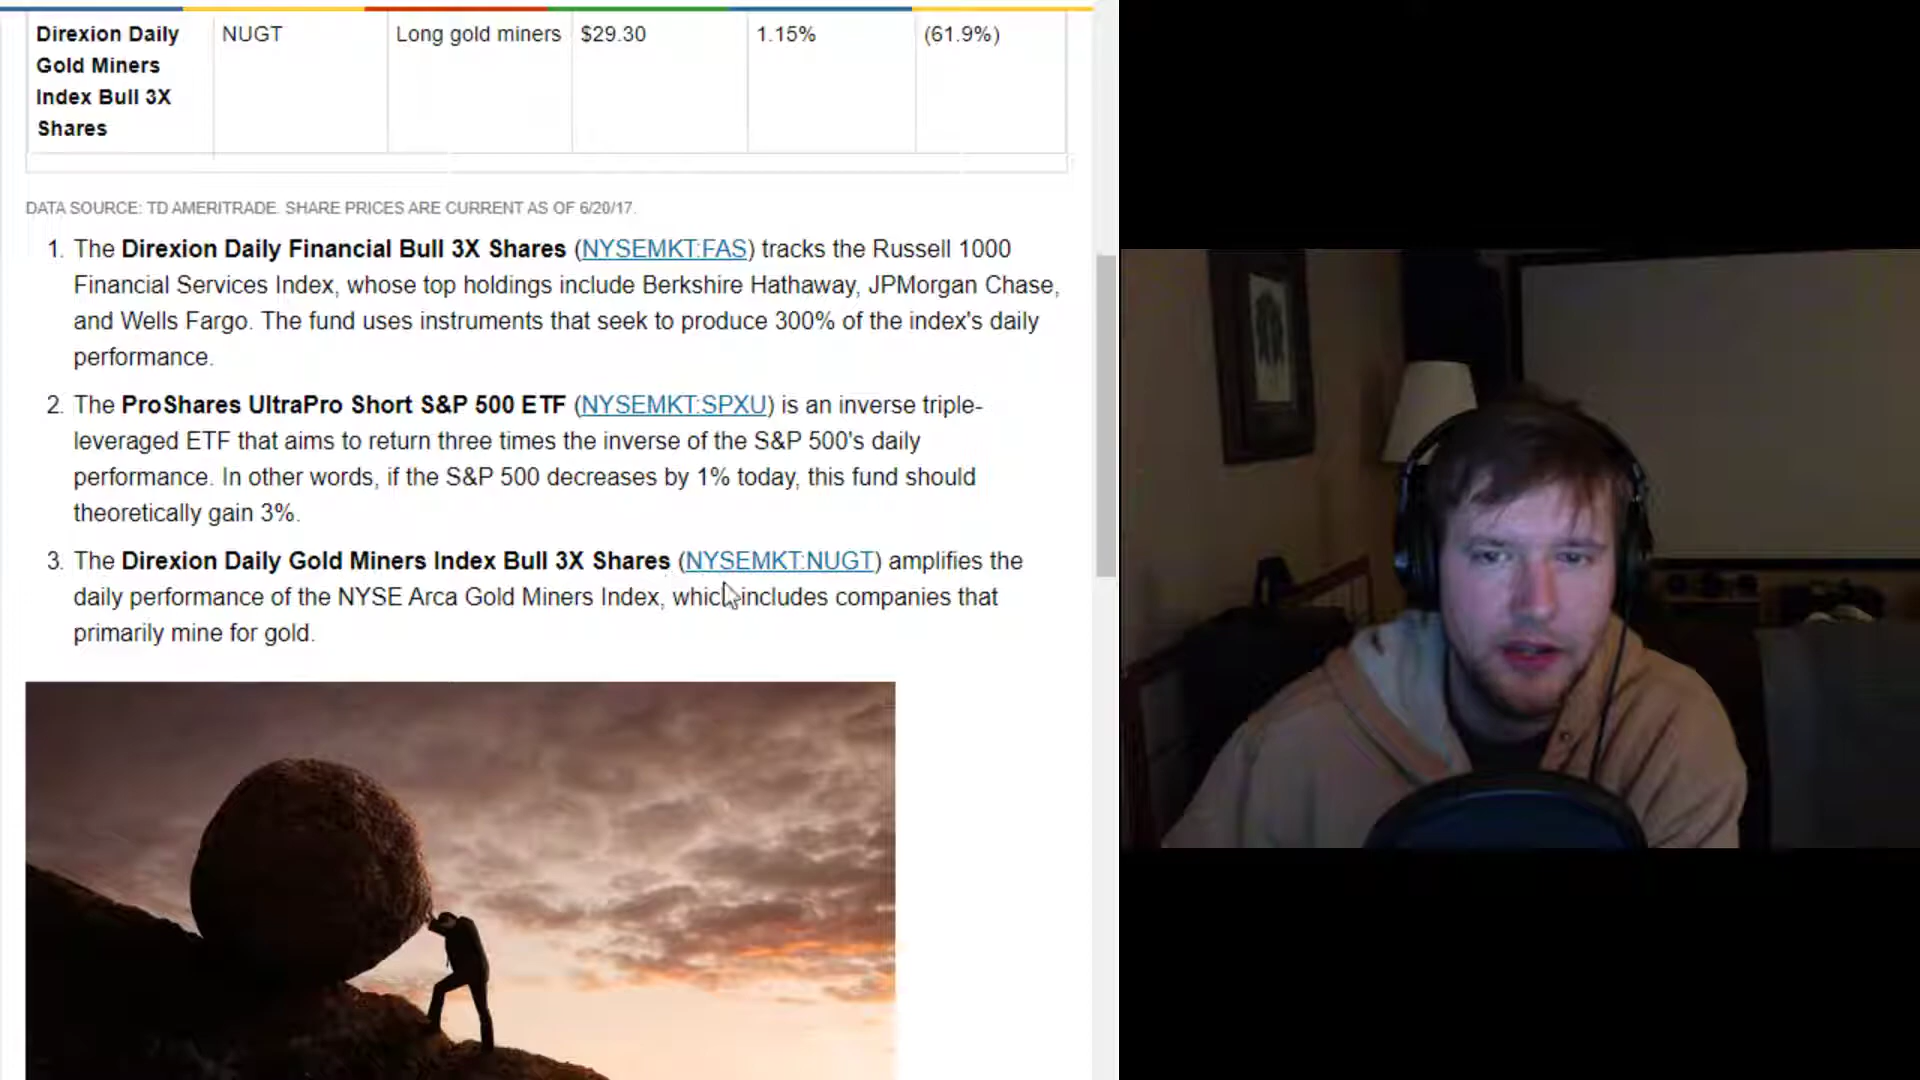 Direxion Daily NUGT Long gold miners $29.30 1.15% (61.9%)
Gold Miners
Index Bull 3X
Shares
DATA SOURCE: TD AMERITRADE. SHARE PRICES ARE CURRENT AS OF 6/20/17.
1. The Direxion Daily Financial Bull 3X Shares (NYSEMKT:FAS) tracks the Russell 1000
Financial Services Index, whose top holdings include Berkshire Hathaway, JPMorgan Chase,
and Wells Fargo. The fund uses instruments that seek to produce 300% of the index's daily
performance.
2. The ProShares UltraPro Short S&P 500 ETF (NYSEMKT:SPXU) is an inverse triple-
leveraged ETF that aims to return three times the inverse of the S&P 500's daily
performance. In other words, if the S&P 500 decreases by 1% today, this fund should
theoretically gain 3%.
3. The Direxion Daily Gold Miners Index Bull 3X Shares (NYSEMKT:NUGT) amplifies the
daily performance of the NYSE Arca Gold Miners Index, which includes companies that
primarily mine for gold.